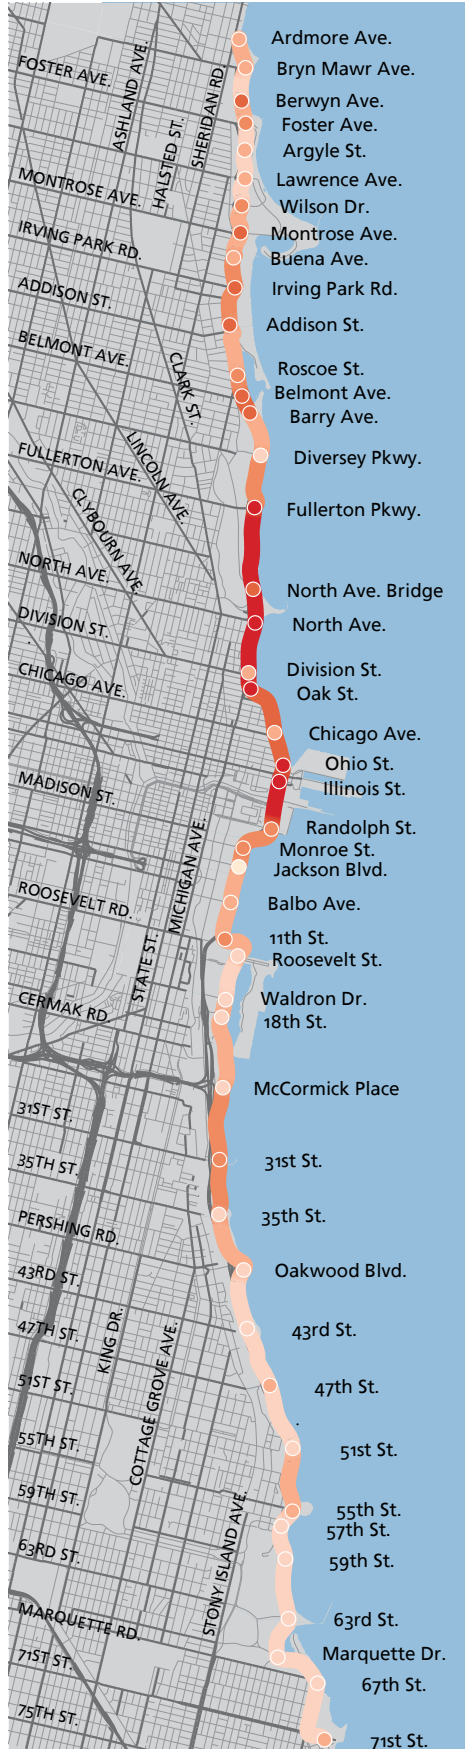 Ardmore Ave.
Bryn Mawr Ave.
Berwyn Ave.
Foster Ave.
Argyle St.
Lawrence Ave.
Wilson Dr.
Montrose Ave.
Buena Ave.
Irving Park Rd.
Addison St.
Roscoe St.
Belmont Ave.
Barry Ave.
Diversey Pkwy.
Fullerton Pkwy.
North Ave. Bridge
North Ave.
Division St.
Oak St.
Chicago Ave.
Ohio St.
Illinois St.
Randolph St.
Monroe St.
Jackson Blvd.
Balbo Ave.
11th St.
Roosevelt St.
Waldron Dr.
18th St.
McCormick Place
31st St.
35th St.
Oakwood Blvd.
43rd St.
47th St.
51st St.
55th St.
57th St.
59th St.
63rd St.
Marquette Dr.
67th St.
71st St.
FOSTER AVE.
ASHLAND AVE.
HALSTED ST.
SHERIDAN RD.
MONTROSE AVE.
IRVING PARK RD.
ADDISON ST.
BELMONT AVE.
CLARK ST.
LINCOLN AVE.
FULLERTON AVE.
CLYBOURN AVE.
NORTH AVE.
DIVISION ST.
CHICAGO AVE.
MADISON ST.
MICHIGAN AVE.
ROOSEVELT RD.
STATE ST.
CERMAK RD.
31ST ST.
35TH ST.
PERSHING RD.
43RD ST.
47TH ST.
KING DR.
COTTAGE GROVE AVE.
51ST ST.
55TH ST.
59TH ST.
STONY ISLAND AVE.
63RD ST.
MARQUETTE RD.
71ST ST.
75TH ST.